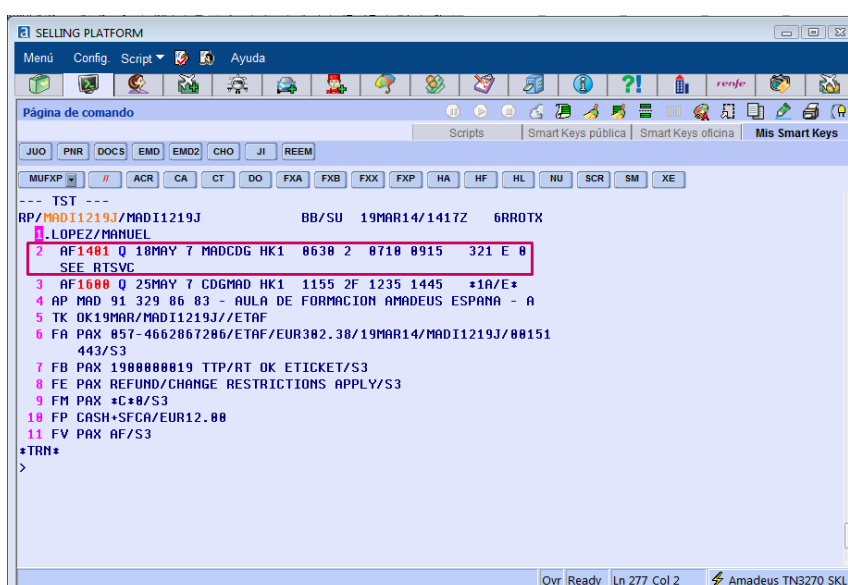 SELLING PLATFORM
Menú Config. Script Ayuda
?! renfe
Página de comando
Scripts Smart Keys públicas Smart Keys oficina Mis Smart Keys
JUO PNR DOCS EMD EMD2 CHO JI REEM
MUFXP // ACR CA CT DO FXA FXB FXX FXP HA HF HL NU SCR SM XE
--- TST ---
RP/MADI1219J/MADI1219J BB/SU 19MAR14/1417Z 6RROTX
1.LOPEZ/MANUEL
2 AF1401 Q 18MAY 7 MADCDG HK1 0630 2 0710 0915 321 E 0
SEE RTSVC
3 AF1600 Q 25MAY 7 CDGMAD HK1 1155 2F 1235 1445 *1A/E*
4 AP MAD 91 329 86 83 - AULA DE FORMACION AMADEUS ESPANA - A
5 TK OK19MAR/MADI1219J//ETAF
6 FA PAX 057-4662867206/ETAF/EUR302.38/19MAR14/MADI1219J/00151
443/S3
7 FB PAX 1900000019 TTP/RT OK ETICKET/S3
8 FE PAX REFUND/CHANGE RESTRICTIONS APPLY/S3
9 FM PAX *C*0/S3
10 FP CASH+SFCA/EUR12.00
11 FV PAX AF/S3
*TRN*
>
Ovr Ready Ln 277 Col 2 Amadeus TN3270 SKL